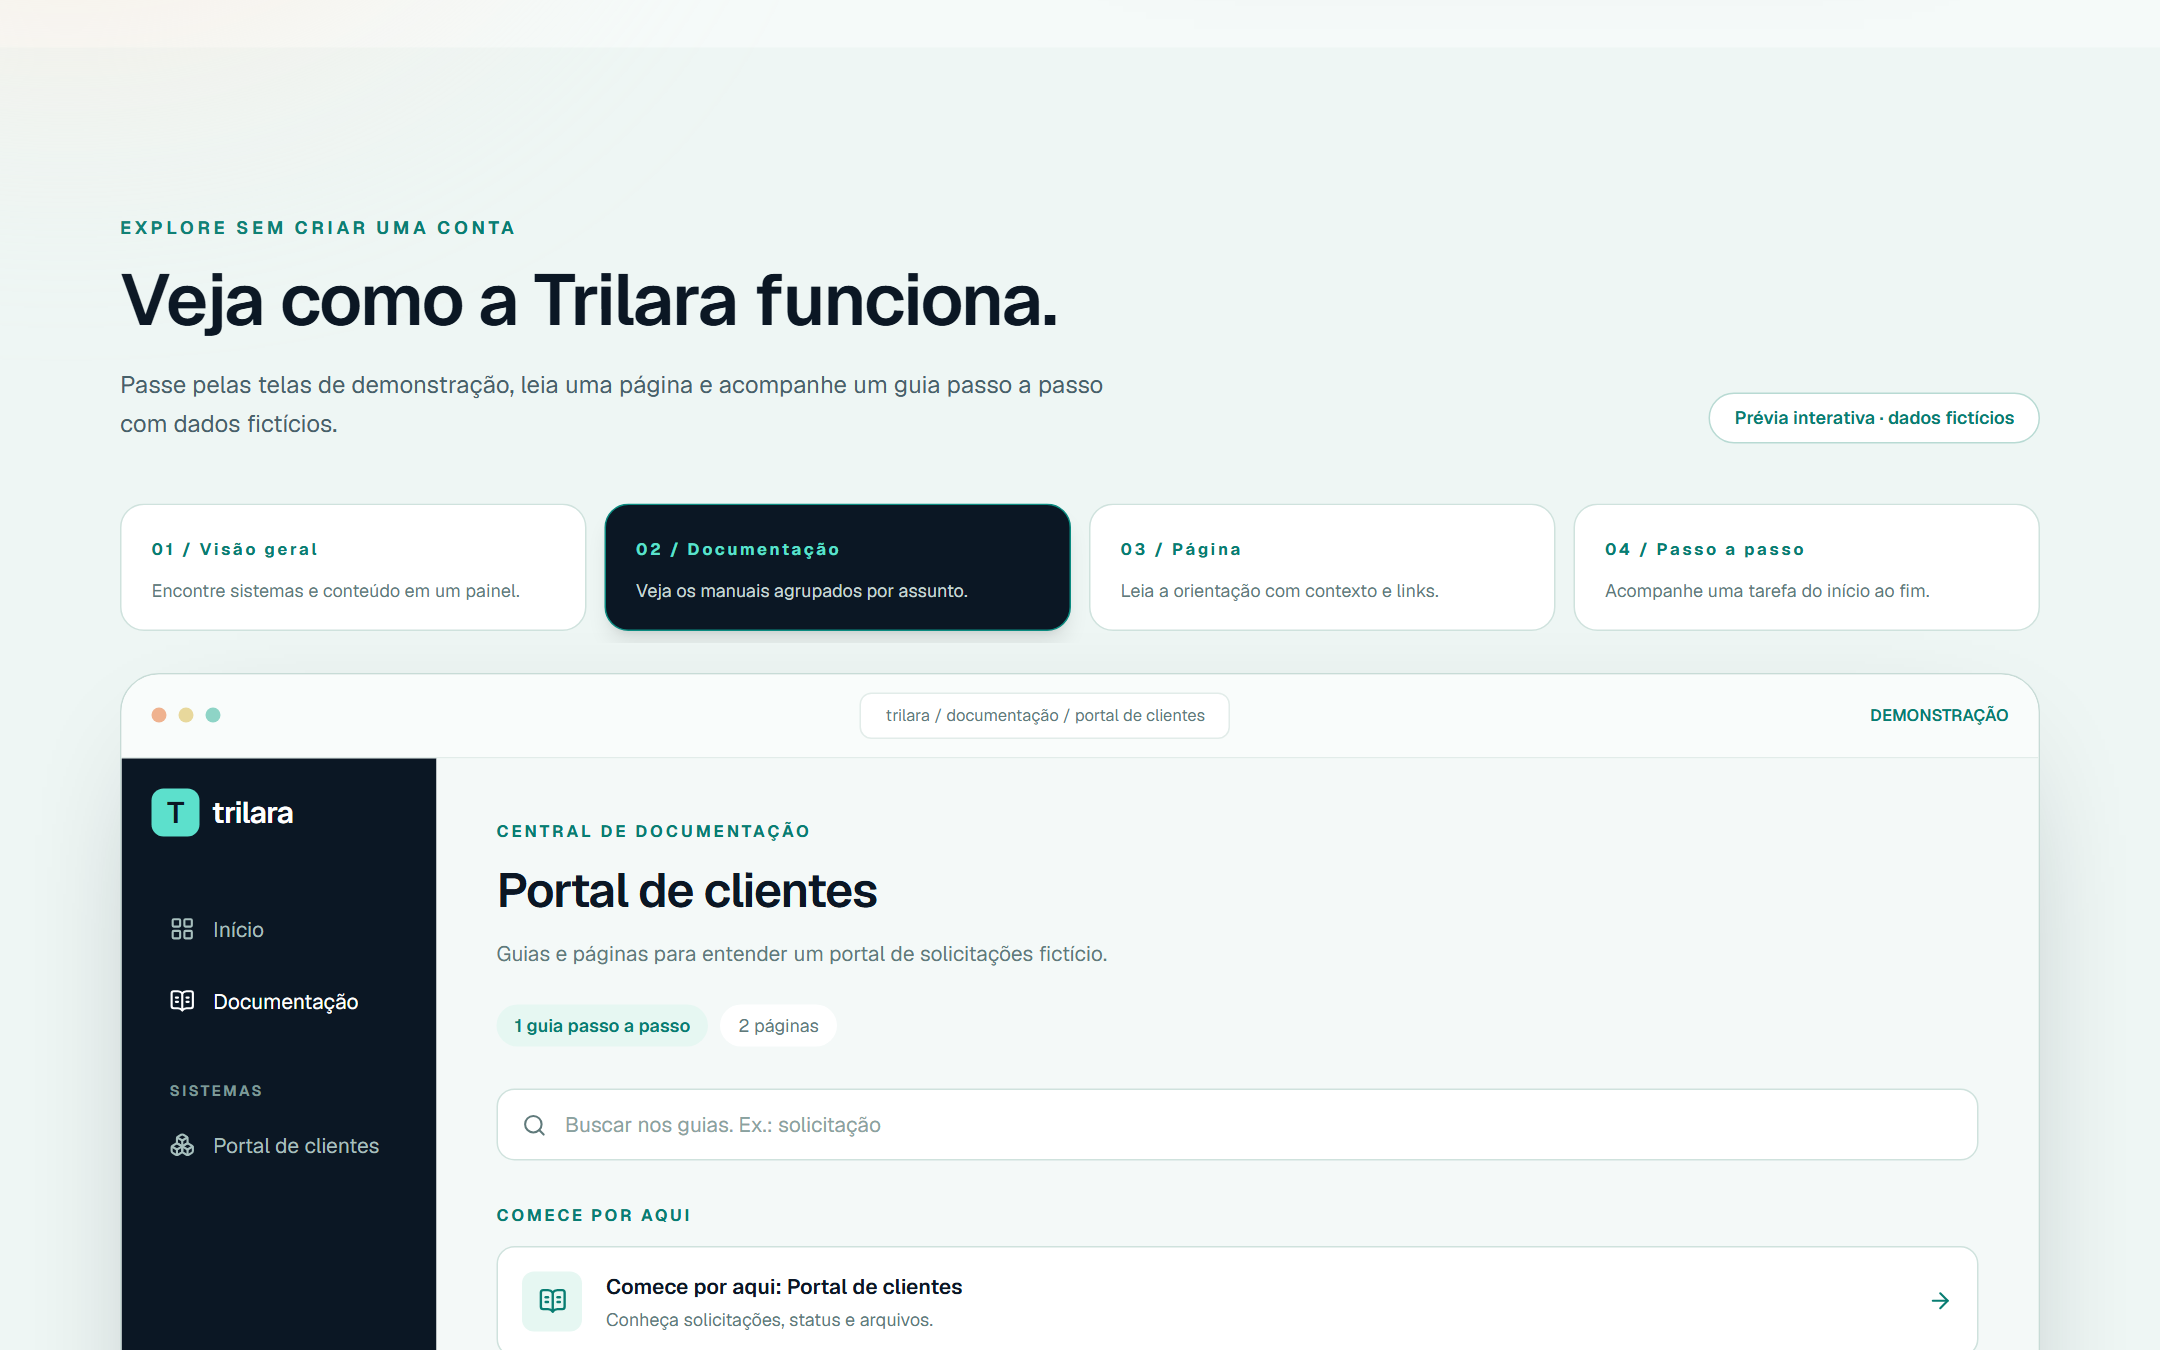 EXPLORE SEM CRIAR UMA CONTA
Veja como a Trilara funciona.
Passe pelas telas de demonstração, leia uma página e acompanhe um guia passo a passo
com dados fictícios.
Prévia interativa · dados fictícios
01 / Visão geral
Encontre sistemas e conteúdo em um painel.
02 / Documentação
Veja os manuais agrupados por assunto.
03 / Página
Leia a orientação com contexto e links.
04 / Passo a passo
Acompanhe uma tarefa do início ao fim.
trilara / documentação / portal de clientes
DEMONSTRAÇÃO
T trilara
Início
Documentação
SISTEMAS
Portal de clientes
CENTRAL DE DOCUMENTAÇÃO
Portal de clientes
Guias e páginas para entender um portal de solicitações fictício.
1 guia passo a passo
2 páginas
Buscar nos guias. Ex.: solicitação
COMECE POR AQUI
Comece por aqui: Portal de clientes
Conheça solicitações, status e arquivos.